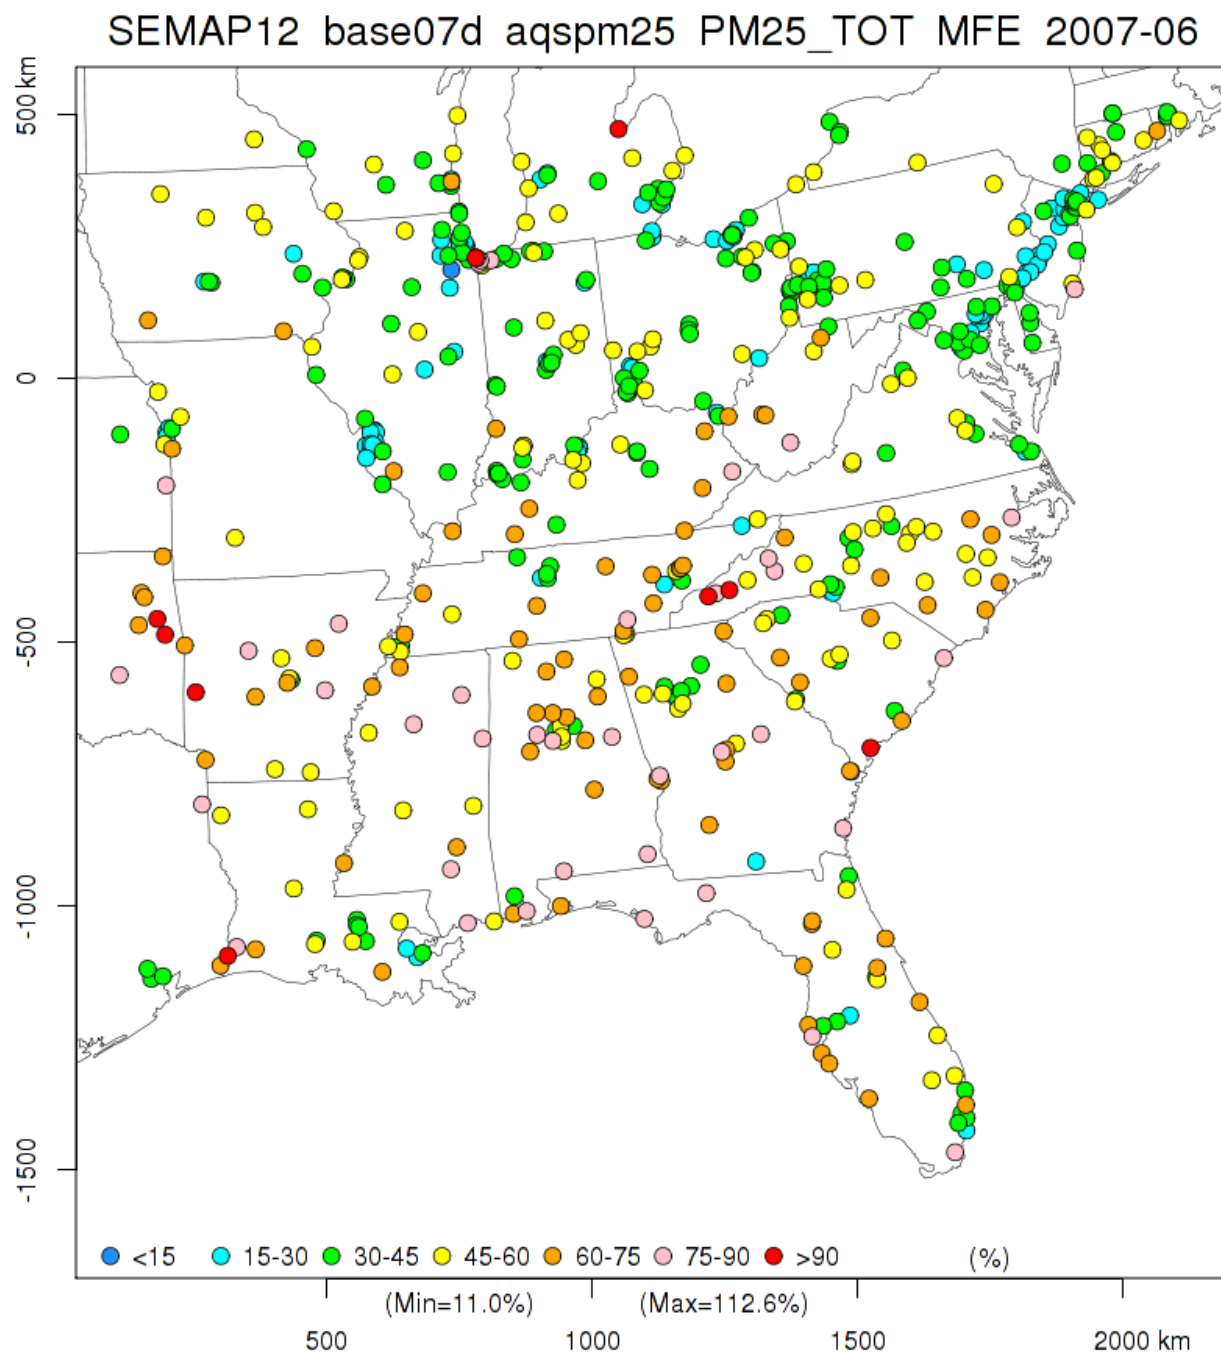 SEMAP12 base07d aqspm25 PM25_TOT MFE 2007-06
500 km
0
-500
-1000
-1500
<15 15-30 30-45 45-60 60-75 75-90 >90 (%)
(Min=11.0%) (Max=112.6%)
500 1000 1500 2000 km